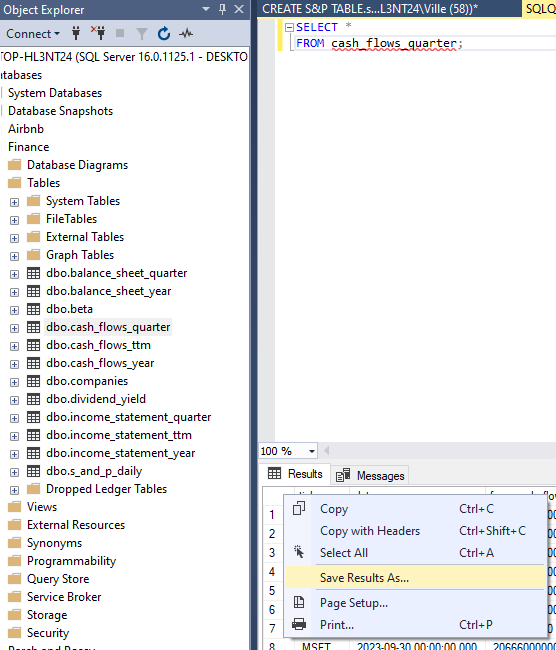 Object Explorer
Connect
TOP-HL3NT24 (SQL Server 16.0.1125.1 - DESKTO
atabases
System Databases
Database Snapshots
Airbnb
Finance
Database Diagrams
Tables
System Tables
FileTables
External Tables
Graph Tables
dbo.balance_sheet_quarter
dbo.balance_sheet_year
dbo.beta
dbo.cash_flows_quarter
dbo.cash_flows_ttm
dbo.cash_flows_year
dbo.companies
dbo.dividend_yield
dbo.income_statement_quarter
dbo.income_statement_ttm
dbo.income_statement_year
dbo.s_and_p_daily
Dropped Ledger Tables
Views
External Resources
Synonyms
Programmability
Query Store
Service Broker
Storage
Security
CREATE S&P TABLE.s...L3NT24\Ville (58))* SQLQ
SELECT *
FROM cash_flows_quarter;
100 %
Results Messages
1
2
3
4
5
6
7
8 MSFT 2023-09-30 00:00:00.000 206660000
Copy Ctrl+C
Copy with Headers Ctrl+Shift+C
Select All Ctrl+A
Save Results As...
Page Setup...
Print... Ctrl+P